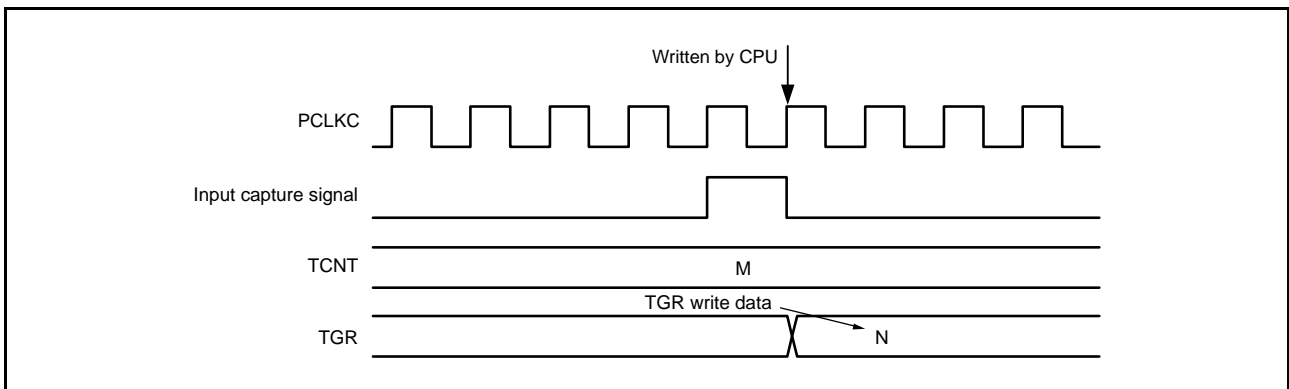 Written by CPU
PCLKC
Input capture signal
TCNT
M
TGR write data
TGR
N